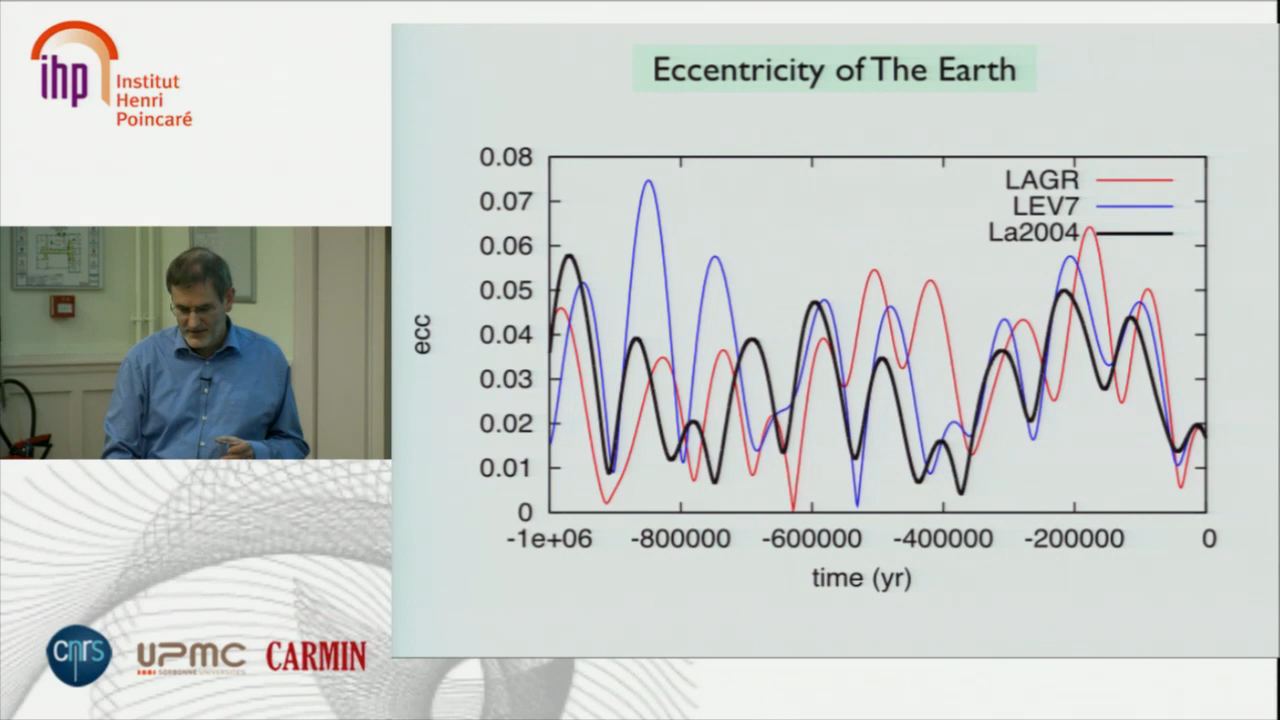 ihp
Institut
Henri
Poincaré
Eccentricity of The Earth
0.08
0.07
0.06
0.05
0.04
0.03
0.02
0.01
0
ecc
LAGR
LEV7
La2004
-1e+06
-800000
-600000
-400000
-200000
0
time (yr)
cnrs
UPMC
SORBONNE UNIVERSITÉS
CARMIN